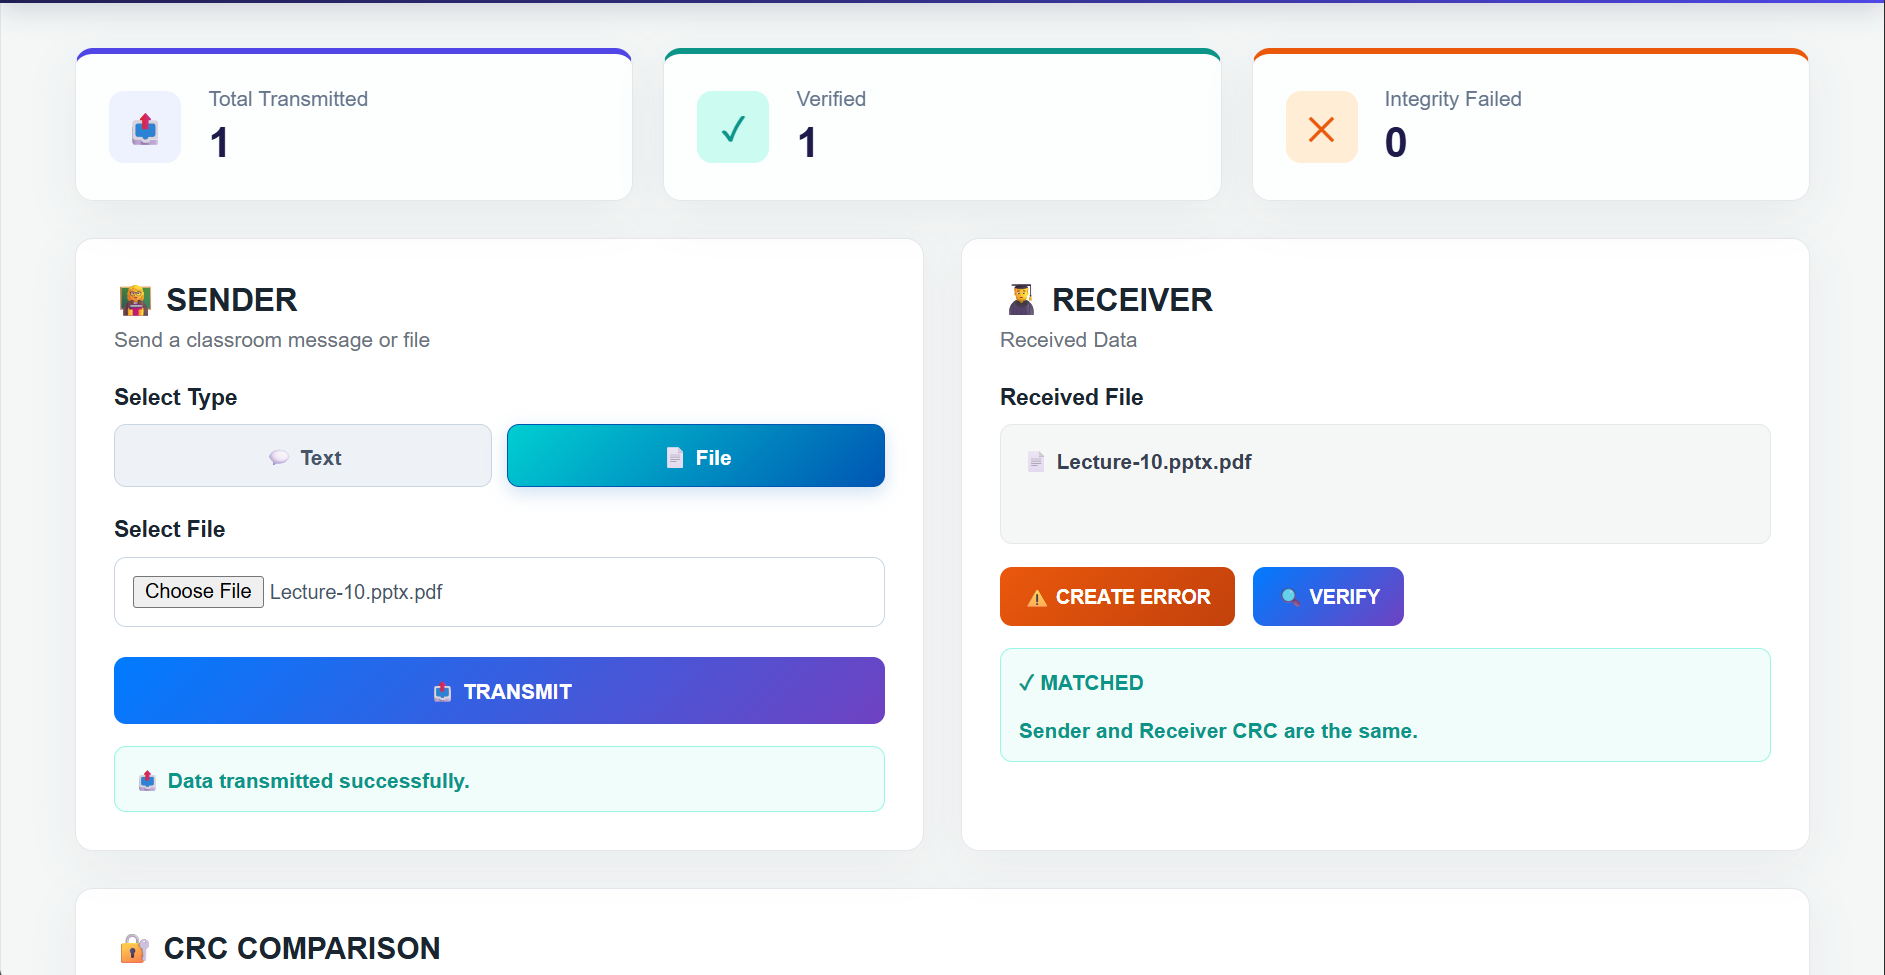 Total Transmitted
1
Verified
1
Integrity Failed
0
SENDER
Send a classroom message or file
Select Type
Text
File
Select File
Choose File Lecture-10.pptx.pdf
TRANSMIT
Data transmitted successfully.
RECEIVER
Received Data
Received File
Lecture-10.pptx.pdf
CREATE ERROR
VERIFY
✓ MATCHED
Sender and Receiver CRC are the same.
CRC COMPARISON